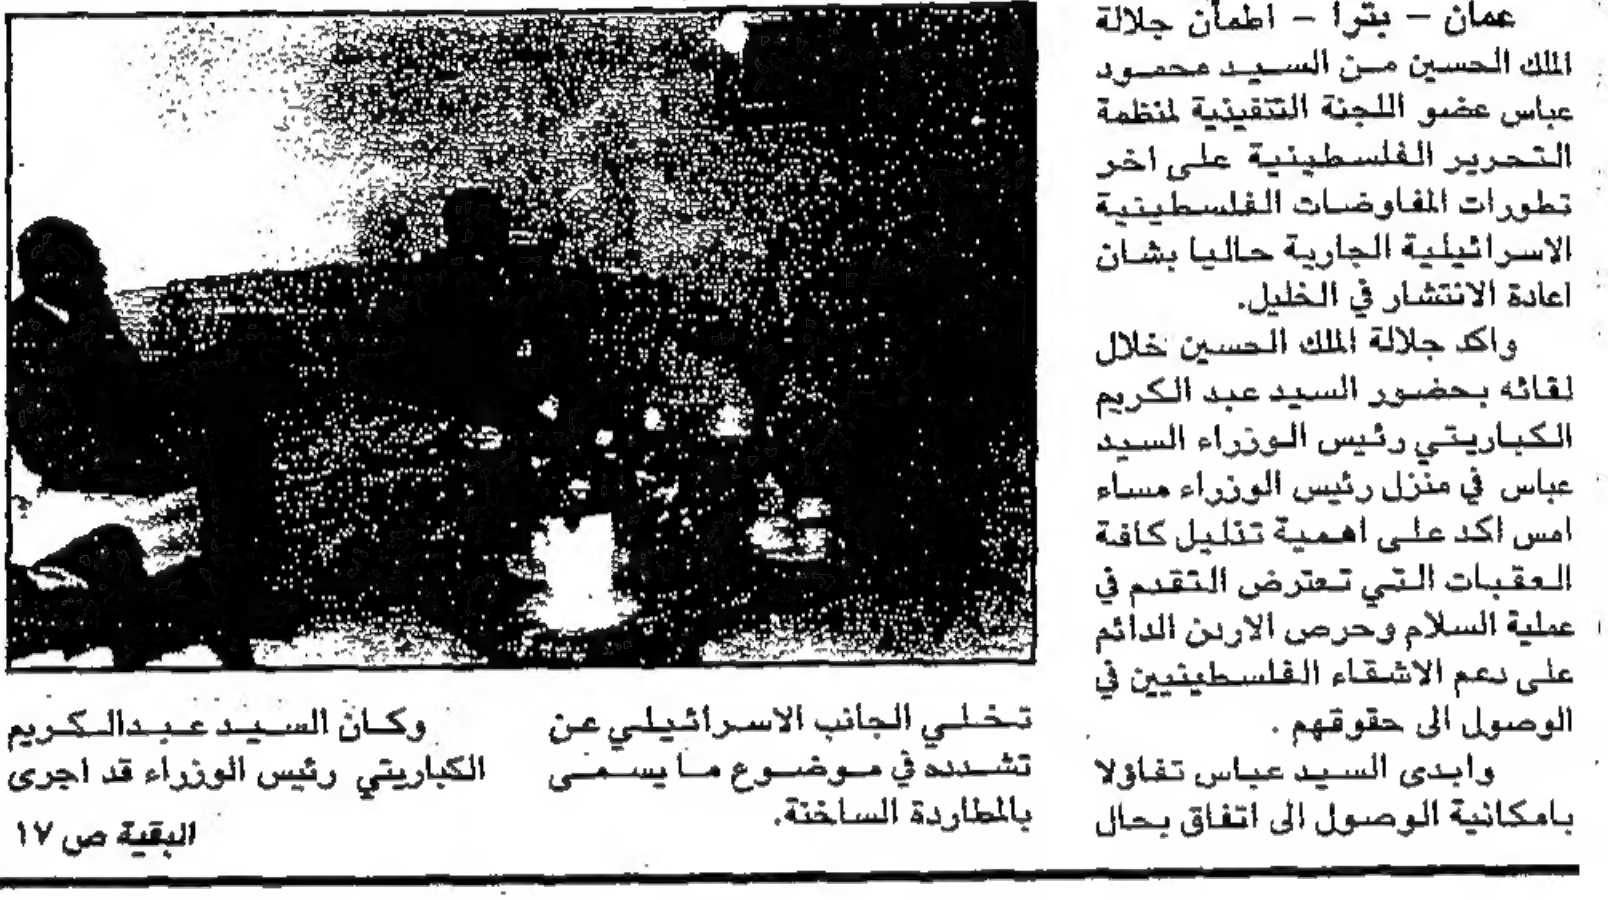 عمان - بترا - اطمأن جلالة
الملك الحسين من السيد محمود
عباس عضو اللجنة التنفيذية لمنظمة
التحرير الفلسطينية على اخر
تطورات المفاوضات الفلسطينية
الاسرائيلية الجارية حاليا بشان
اعادة الانتشار في الخليل.
واكد جلالة الملك الحسين خلال
لقائه بحضور السيد عبد الكريم
الكباريتي رئيس الوزراء السيد
عباس في منزل رئيس الوزراء مساء
امس اكد على اهمية تذليل كافة
العقبات التي تعترض التقدم في
عملية السلام وحرص الاردن الدائم
على دعم الاشقاء الفلسطينيين في
الوصول الى حقوقهم .
وابدى السيد عباس تفاؤلا
بامكانية الوصول الى اتفاق بحال
تخلي الجانب الاسرائيلي عن
تشدده في موضوع ما يسمى
بالمطاردة الساخنة.
وكان السيد عبدالكريم
الكباريتي رئيس الوزراء قد اجرى
البقية ص ١٧